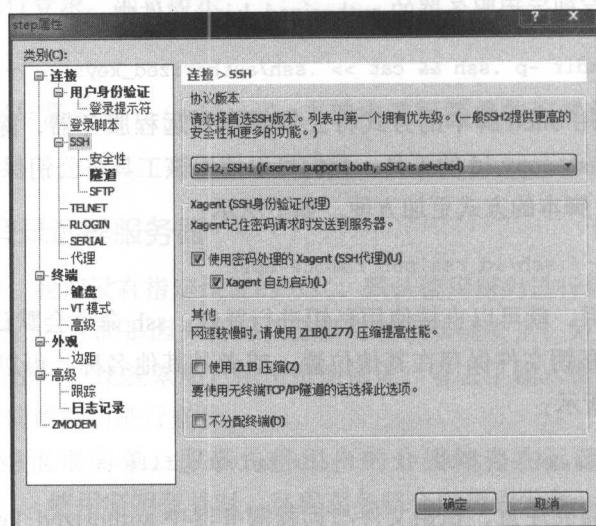 step属性
类别(C):
连接
用户身份验证
登录提示符
登录脚本
SSH
安全性
隧道
SFTP
TELNET
RLOGIN
SERIAL
代理
终端
键盘
VT 模式
高级
外观
边距
高级
跟踪
日志记录
ZMODEM
连接 > SSH
协议版本
请选择首选SSH版本。列表中第一个拥有优先级。(一般SSH2提供更高的
安全性和更多的功能。)
SSH2, SSH1 (if server supports both, SSH2 is selected)
Xagent (SSH身份验证代理)
Xagent记住密码请求时发送到服务器。
使用密码处理的 Xagent (SSH代理)(U)
Xagent 自动启动(L)
其他
网速较慢时, 请使用 ZLIB(LZ77) 压缩提高性能。
使用 ZLIB 压缩(Z)
要使用无终端TCP/IP隧道的话选择此选项。
不分配终端(D)
确定
取消